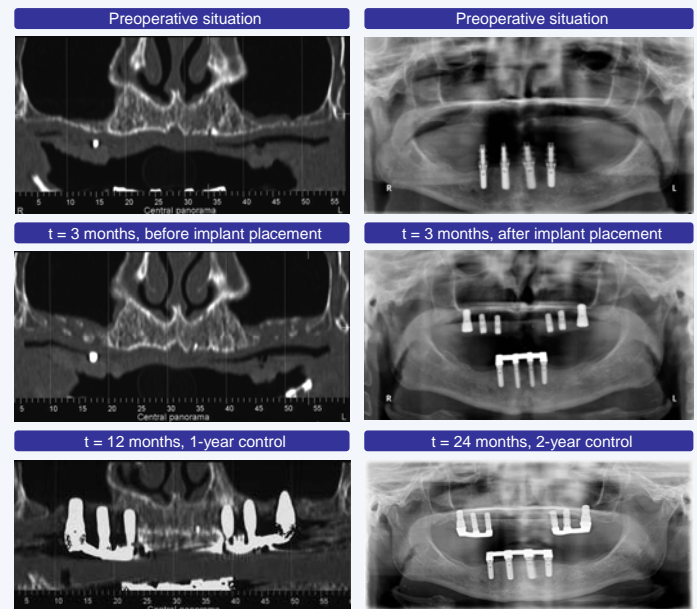 Preoperative situation
Preoperative situation
R 5 10 15 20 25 30 35 40 45 50 55 L
Central panorama
R L
t = 3 months, before implant placement
t = 3 months, after implant placement
5 10 15 20 25 30 35 40 45 50 55 L
Central panorama
R L
t = 12 months, 1-year control
t = 24 months, 2-year control
5 10 15 20 25 30 35 40 45 50 55 60
Central panorama